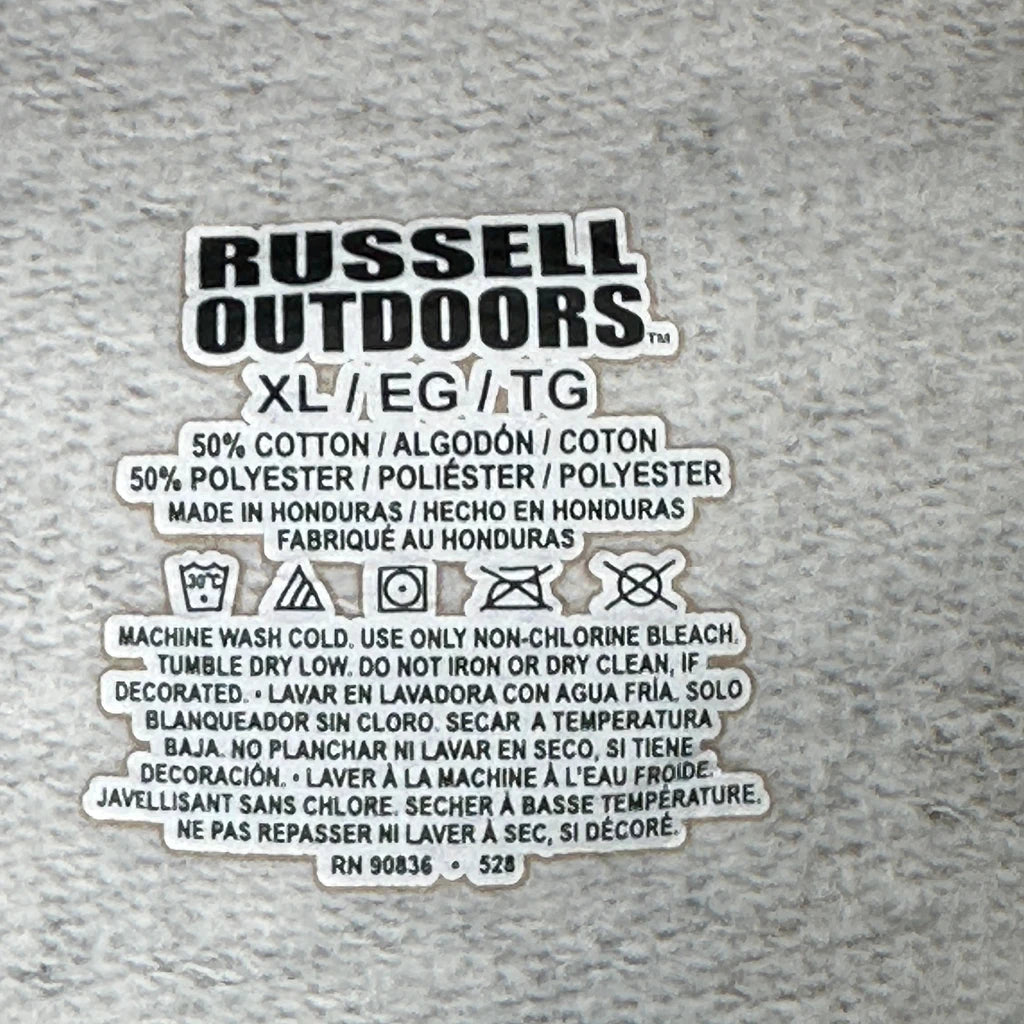 RUSSELL
OUTDOORS™
XL / EG / TG
50% COTTON / ALGODÓN / COTON
50% POLYESTER / POLIÉSTER / POLYESTER
MADE IN HONDURAS / HECHO EN HONDURAS
FABRIQUÉ AU HONDURAS
30°C
MACHINE WASH COLD. USE ONLY NON-CHLORINE BLEACH.
TUMBLE DRY LOW. DO NOT IRON OR DRY CLEAN, IF
DECORATED. • LAVAR EN LAVADORA CON AGUA FRÍA. SOLO
BLANQUEADOR SIN CLORO. SECAR A TEMPERATURA
BAJA. NO PLANCHAR NI LAVAR EN SECO, SI TIENE
DECORACIÓN. • LAVER À LA MACHINE À L'EAU FROIDE.
JAVELLISANT SANS CHLORE. SECHER À BASSE TEMPÉRATURE.
NE PAS REPASSER NI LAVER À SEC, SI DÉCORÉ.
RN 90836 • 528